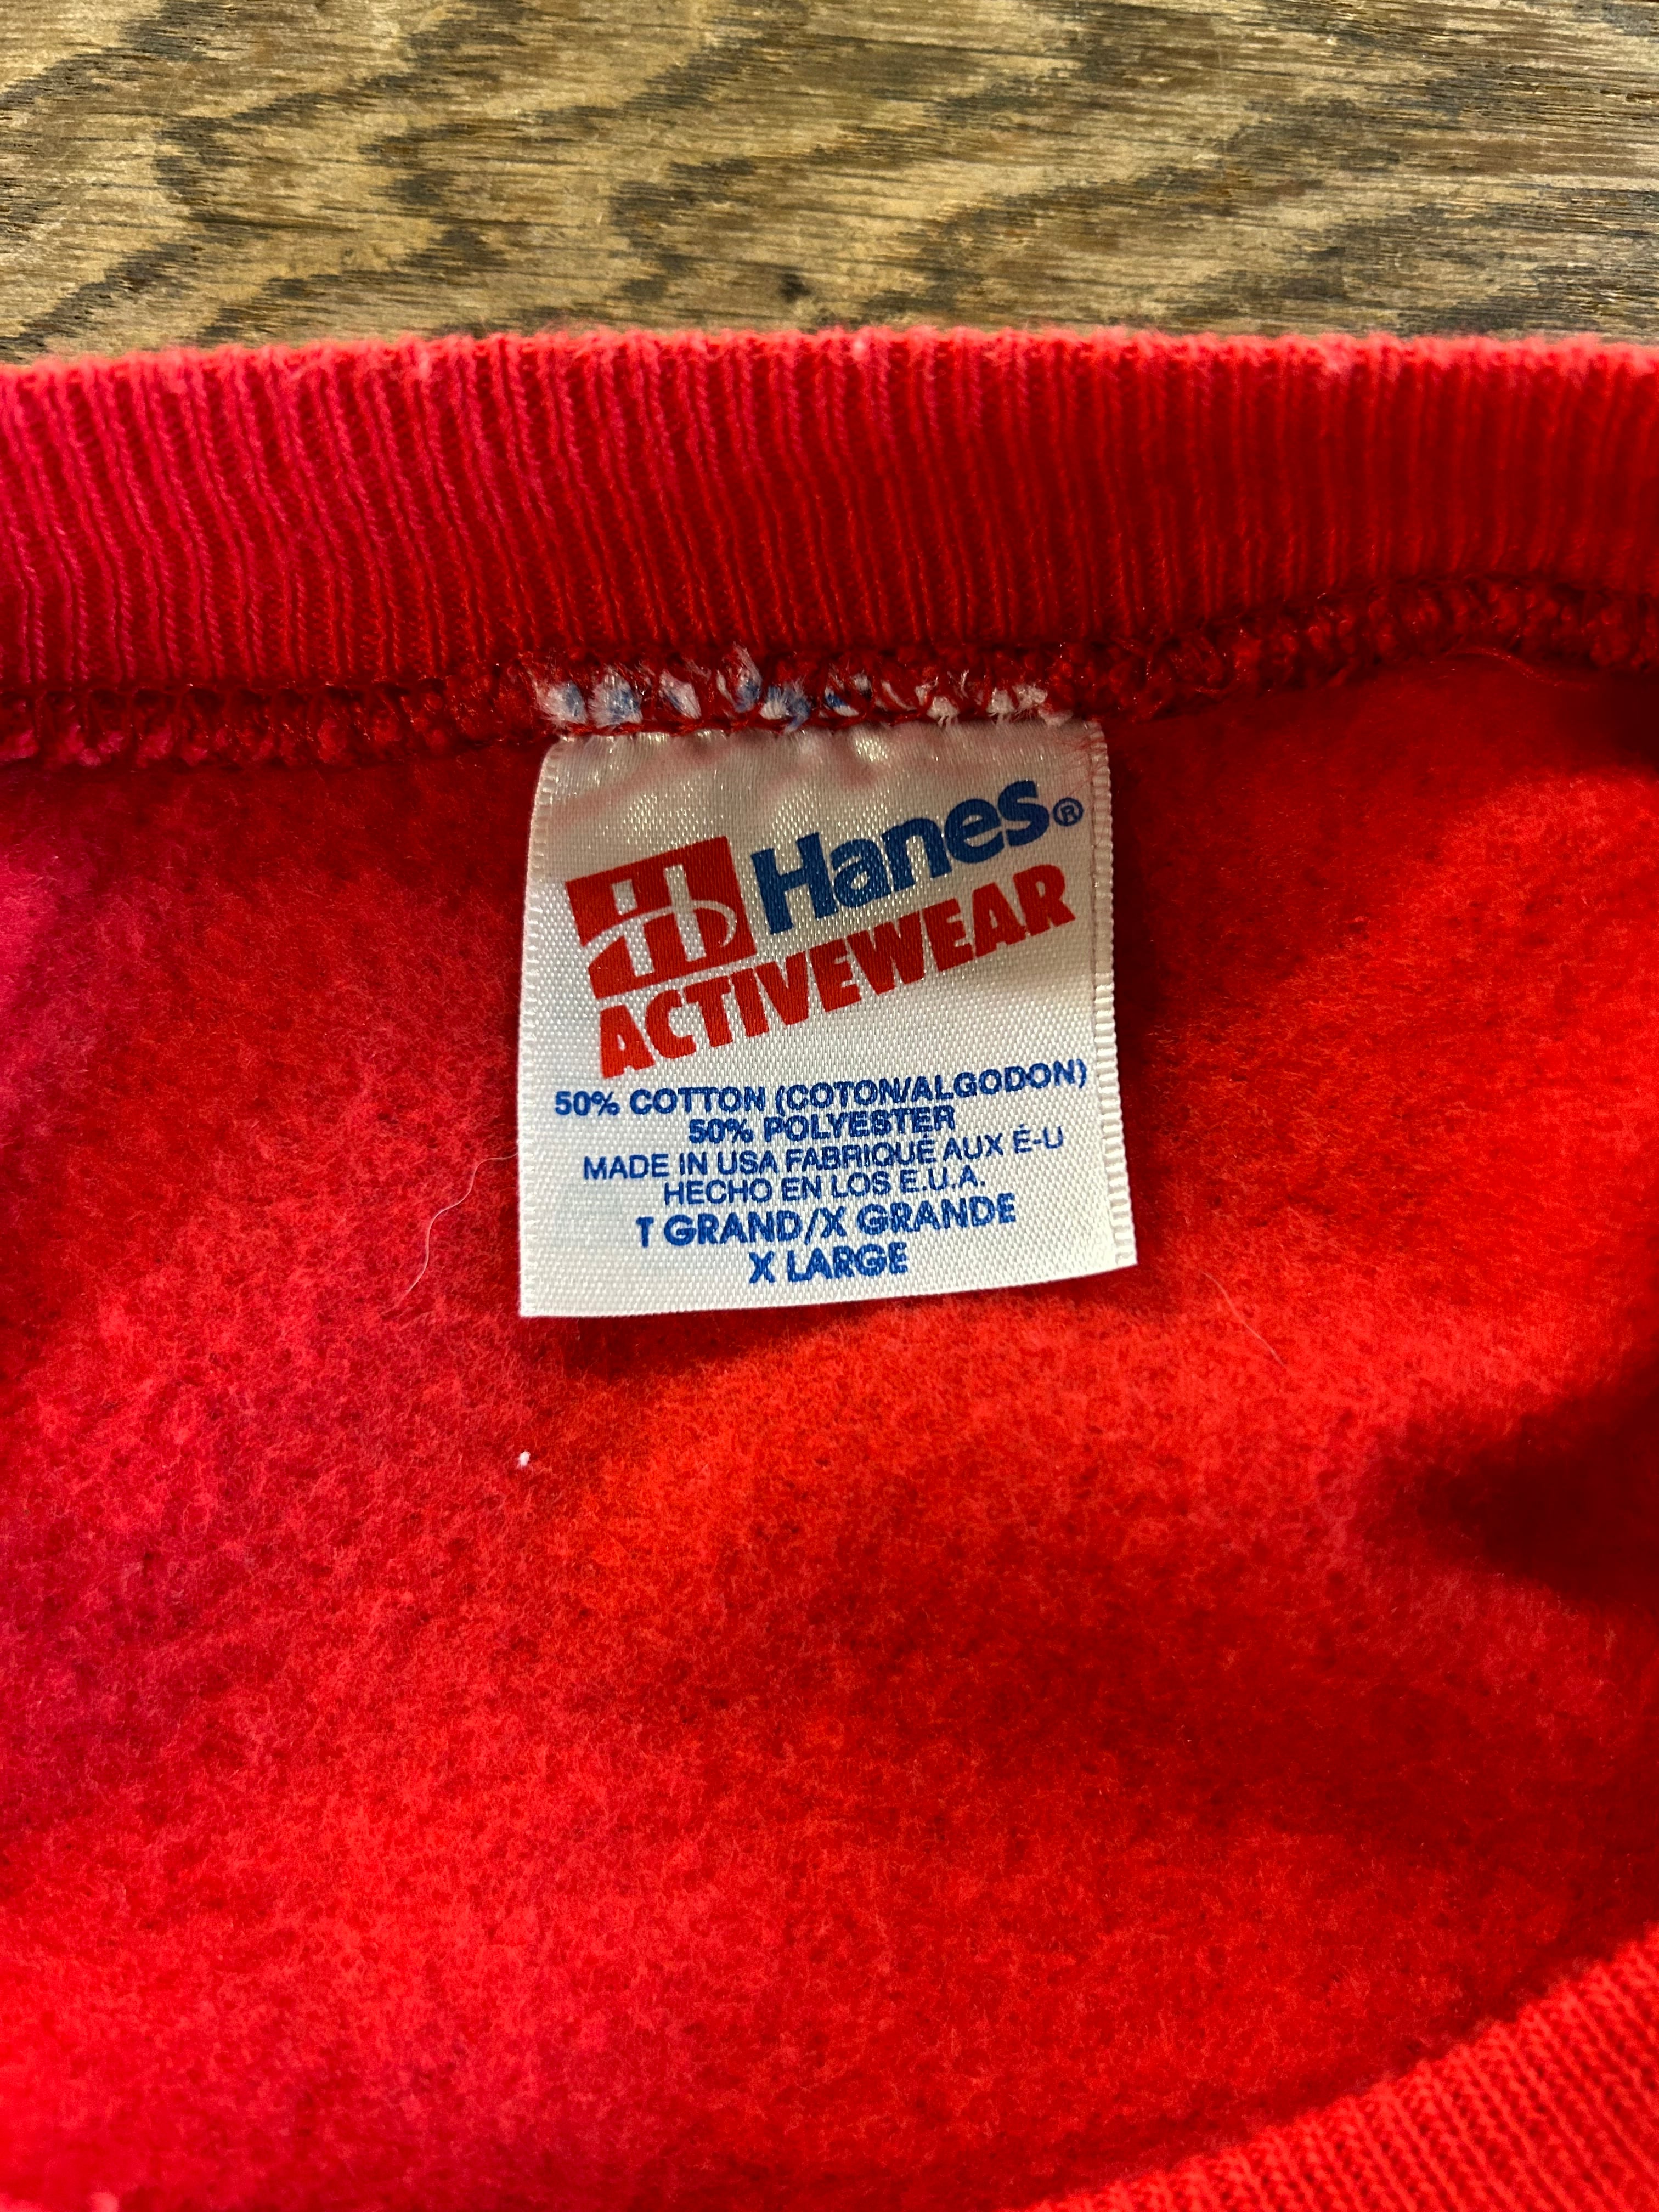 Hanes®
ACTIVEWEAR
50% COTTON (COTON/ALGODON)
50% POLYESTER
MADE IN USA FABRIQUÉ AUX É-U
HECHO EN LOS E.U.A.
T GRAND/X GRANDE
X LARGE